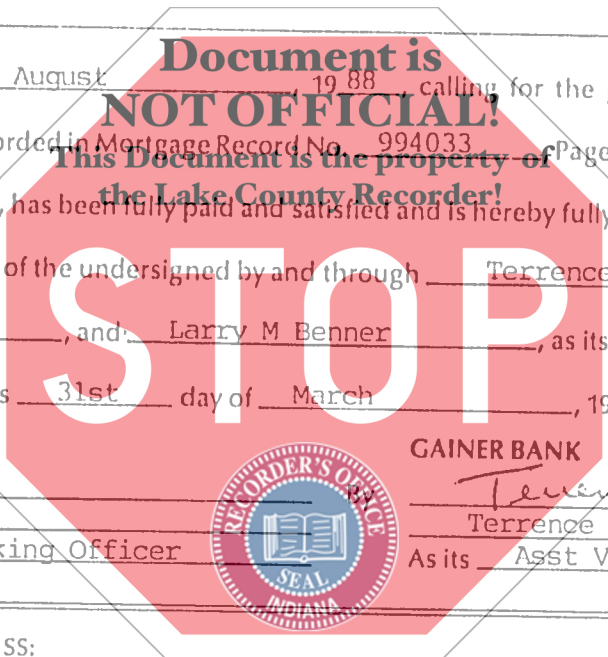 Document is
August , 19 88 , calling for the
NOT OFFICIAL!
orded in Mortgage Record No. 994033 Page
This Document is the property of
the Lake County Recorder!
, has been fully paid and satisfied and is hereby fully
of the undersigned by and through Terrence
STOP
, and Larry M Benner , as its
s 31st day of March , 19
GAINER BANK
By
Terrence
king Officer As its Asst V
RECORDER'S OFFICE
SEAL
INDIANA
SS: